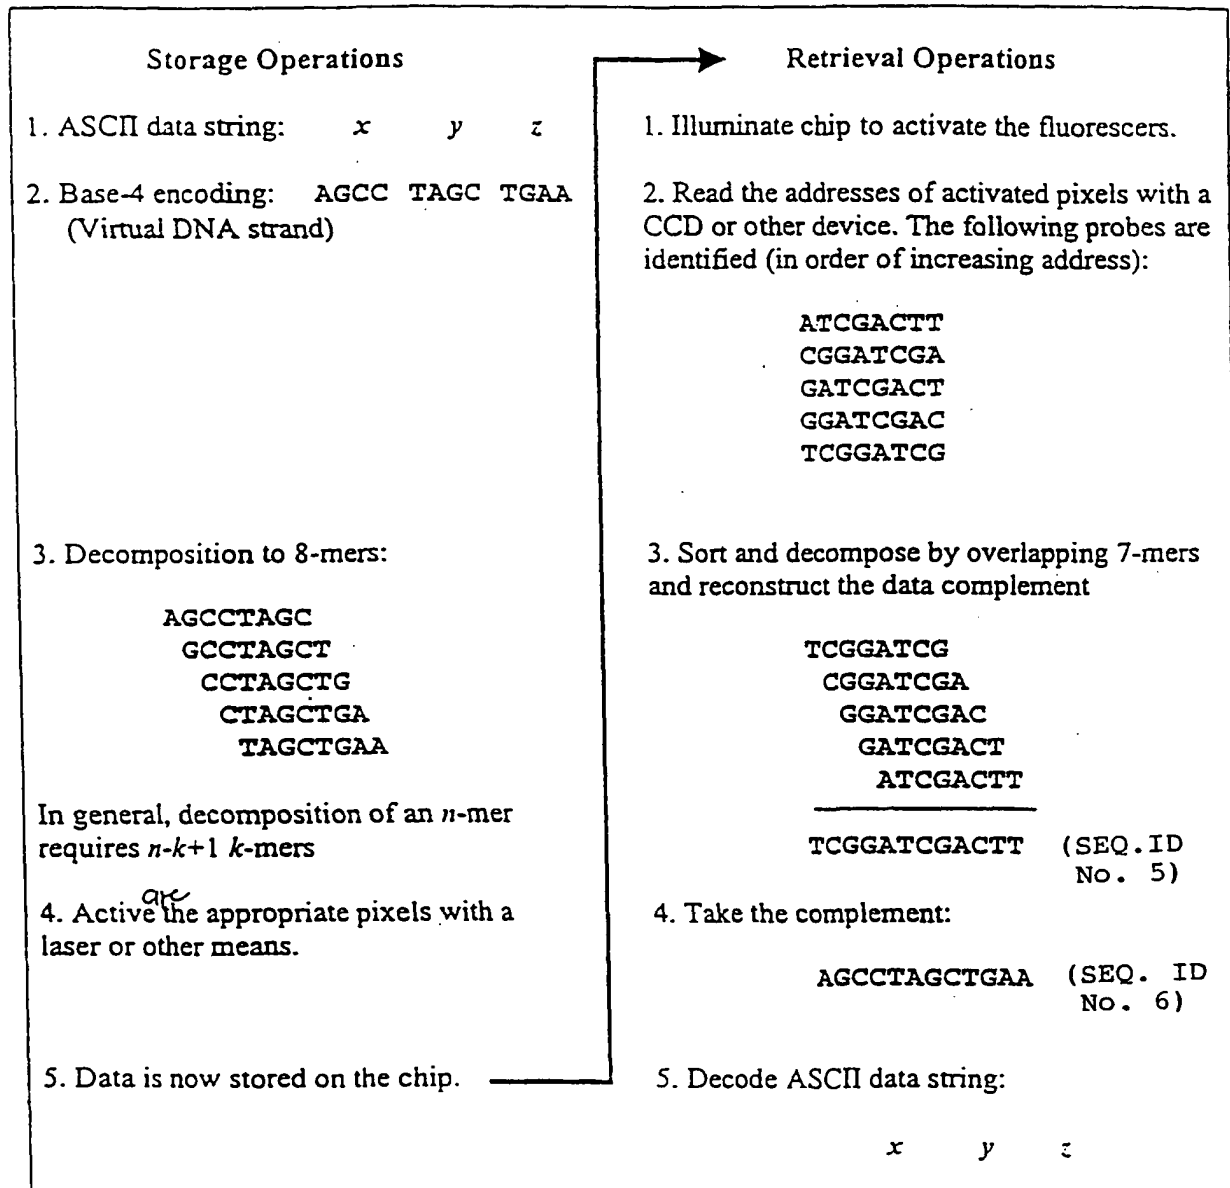 Storage Operations
1. ASCII data string: x y z
2. Base-4 encoding: AGCC TAGC TGAA
(Virtual DNA strand)
3. Decomposition to 8-mers:
AGCCTAGC
GCCTAGCT
CCTAGCTG
CTAGCTGA
TAGCTGAA
In general, decomposition of an n-mer
requires n-k+1 k-mers
are
4. Active the appropriate pixels with a
laser or other means.
5. Data is now stored on the chip.
Retrieval Operations
1. Illuminate chip to activate the fluorescers.
2. Read the addresses of activated pixels with a
CCD or other device. The following probes are
identified (in order of increasing address):
ATCGACTT
CGGATCGA
GATCGACT
GGATCGAC
TCGGATCG
3. Sort and decompose by overlapping 7-mers
and reconstruct the data complement
TCGGATCG
CGGATCGA
GGATCGAC
GATCGACT
ATCGACTT
TCGGATCGACTT (SEQ.ID
No. 5)
4. Take the complement:
AGCCTAGCTGAA (SEQ. ID
No. 6)
5. Decode ASCII data string:
x y z